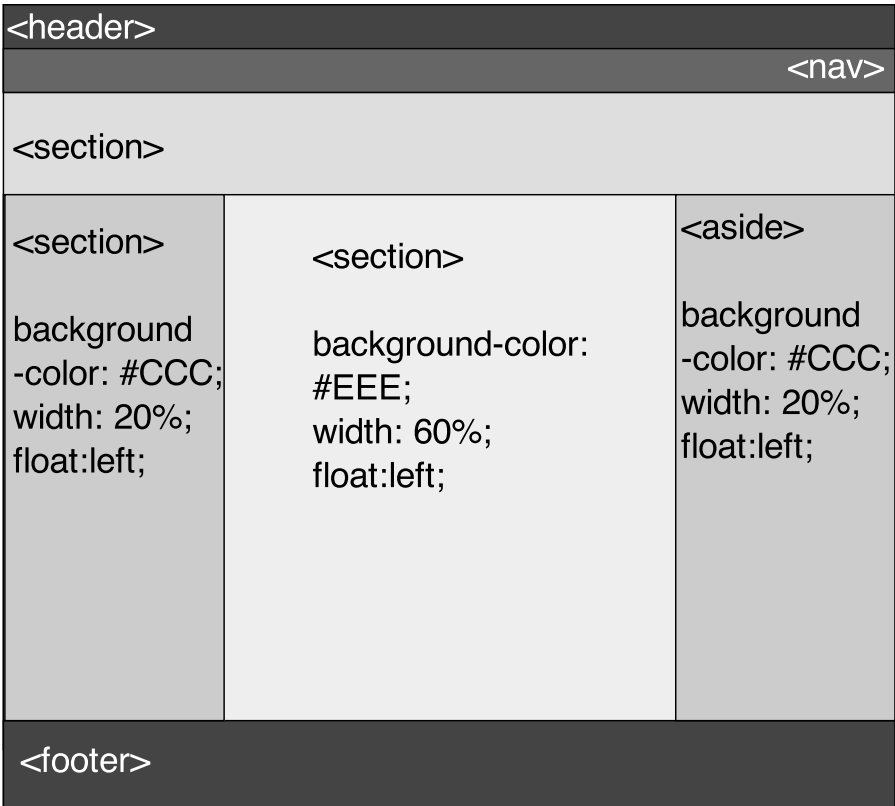 <header>
<nav>
<section>
<section>
background
-color: #CCC;
width: 20%;
float:left;
<section>
background-color:
#EEE;
width: 60%;
float:left;
<aside>
background
-color: #CCC;
width: 20%;
float:left;
<footer>